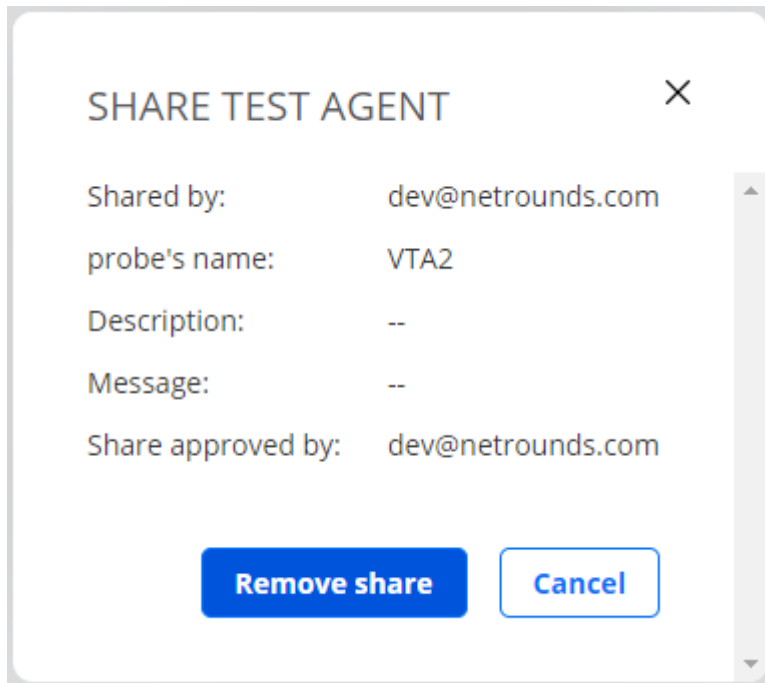 SHARE TEST AGENT
Shared by: dev@netrounds.com
probe's name: VTA2
Description: --
Message: --
Share approved by: dev@netrounds.com
Remove share Cancel